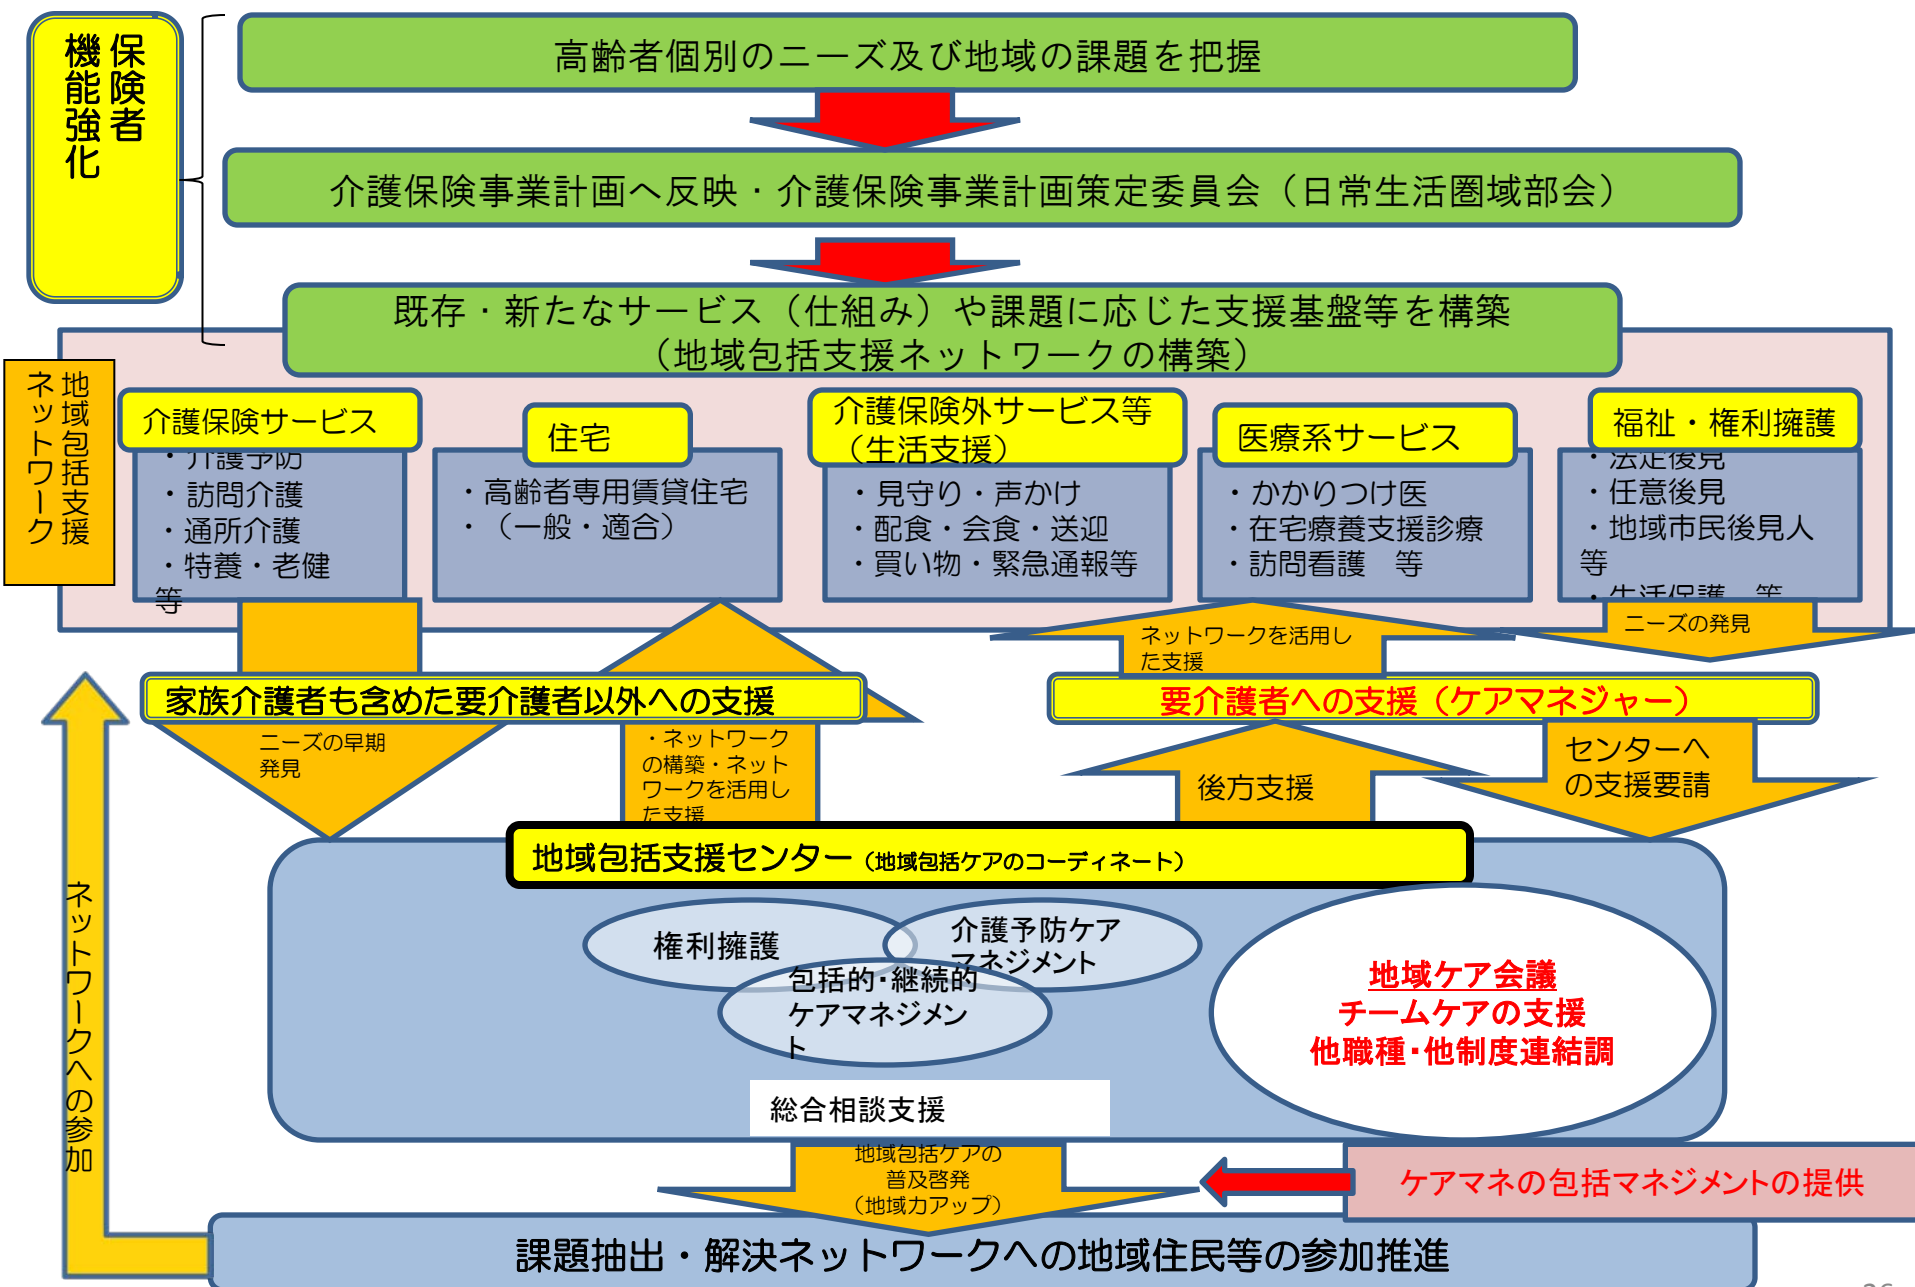 保険者
機能強化
高齢者個別のニーズ及び地域の課題を把握
介護保険事業計画へ反映・介護保険事業計画策定委員会（日常生活圏域部会）
既存・新たなサービス（仕組み）や課題に応じた支援基盤等を構築
（地域包括支援ネットワークの構築）
地域包括支援
ネットワーク
介護保険サービス
・介護予防
・訪問介護
・通所介護
・特養・老健
等
住宅
・高齢者専用賃貸住宅
・（一般・適合）
介護保険外サービス等
（生活支援）
・見守り・声かけ
・配食・会食・送迎
・買い物・緊急通報等
医療系サービス
・かかりつけ医
・在宅療養支援診療
・訪問看護　等
福祉・権利擁護
・法定後見
・任意後見
・地域市民後見人
等
・生活保護　等
ネットワークを活用し
た支援
ニーズの発見
家族介護者も含めた要介護者以外への支援
要介護者への支援（ケアマネジャー）
ニーズの早期
発見
・ネットワーク
の構築・ネット
ワークを活用し
た支援
後方支援
センターへ
の支援要請
地域包括支援センター（地域包括ケアのコーディネート）
権利擁護
介護予防ケア
マネジメント
包括的・継続的
ケアマネジメン
ト
地域ケア会議
チームケアの支援
他職種・他制度連結調
総合相談支援
ネットワークへの参加
地域包括ケアの
普及啓発
（地域力アップ）
ケアマネの包括マネジメントの提供
課題抽出・解決ネットワークへの地域住民等の参加推進